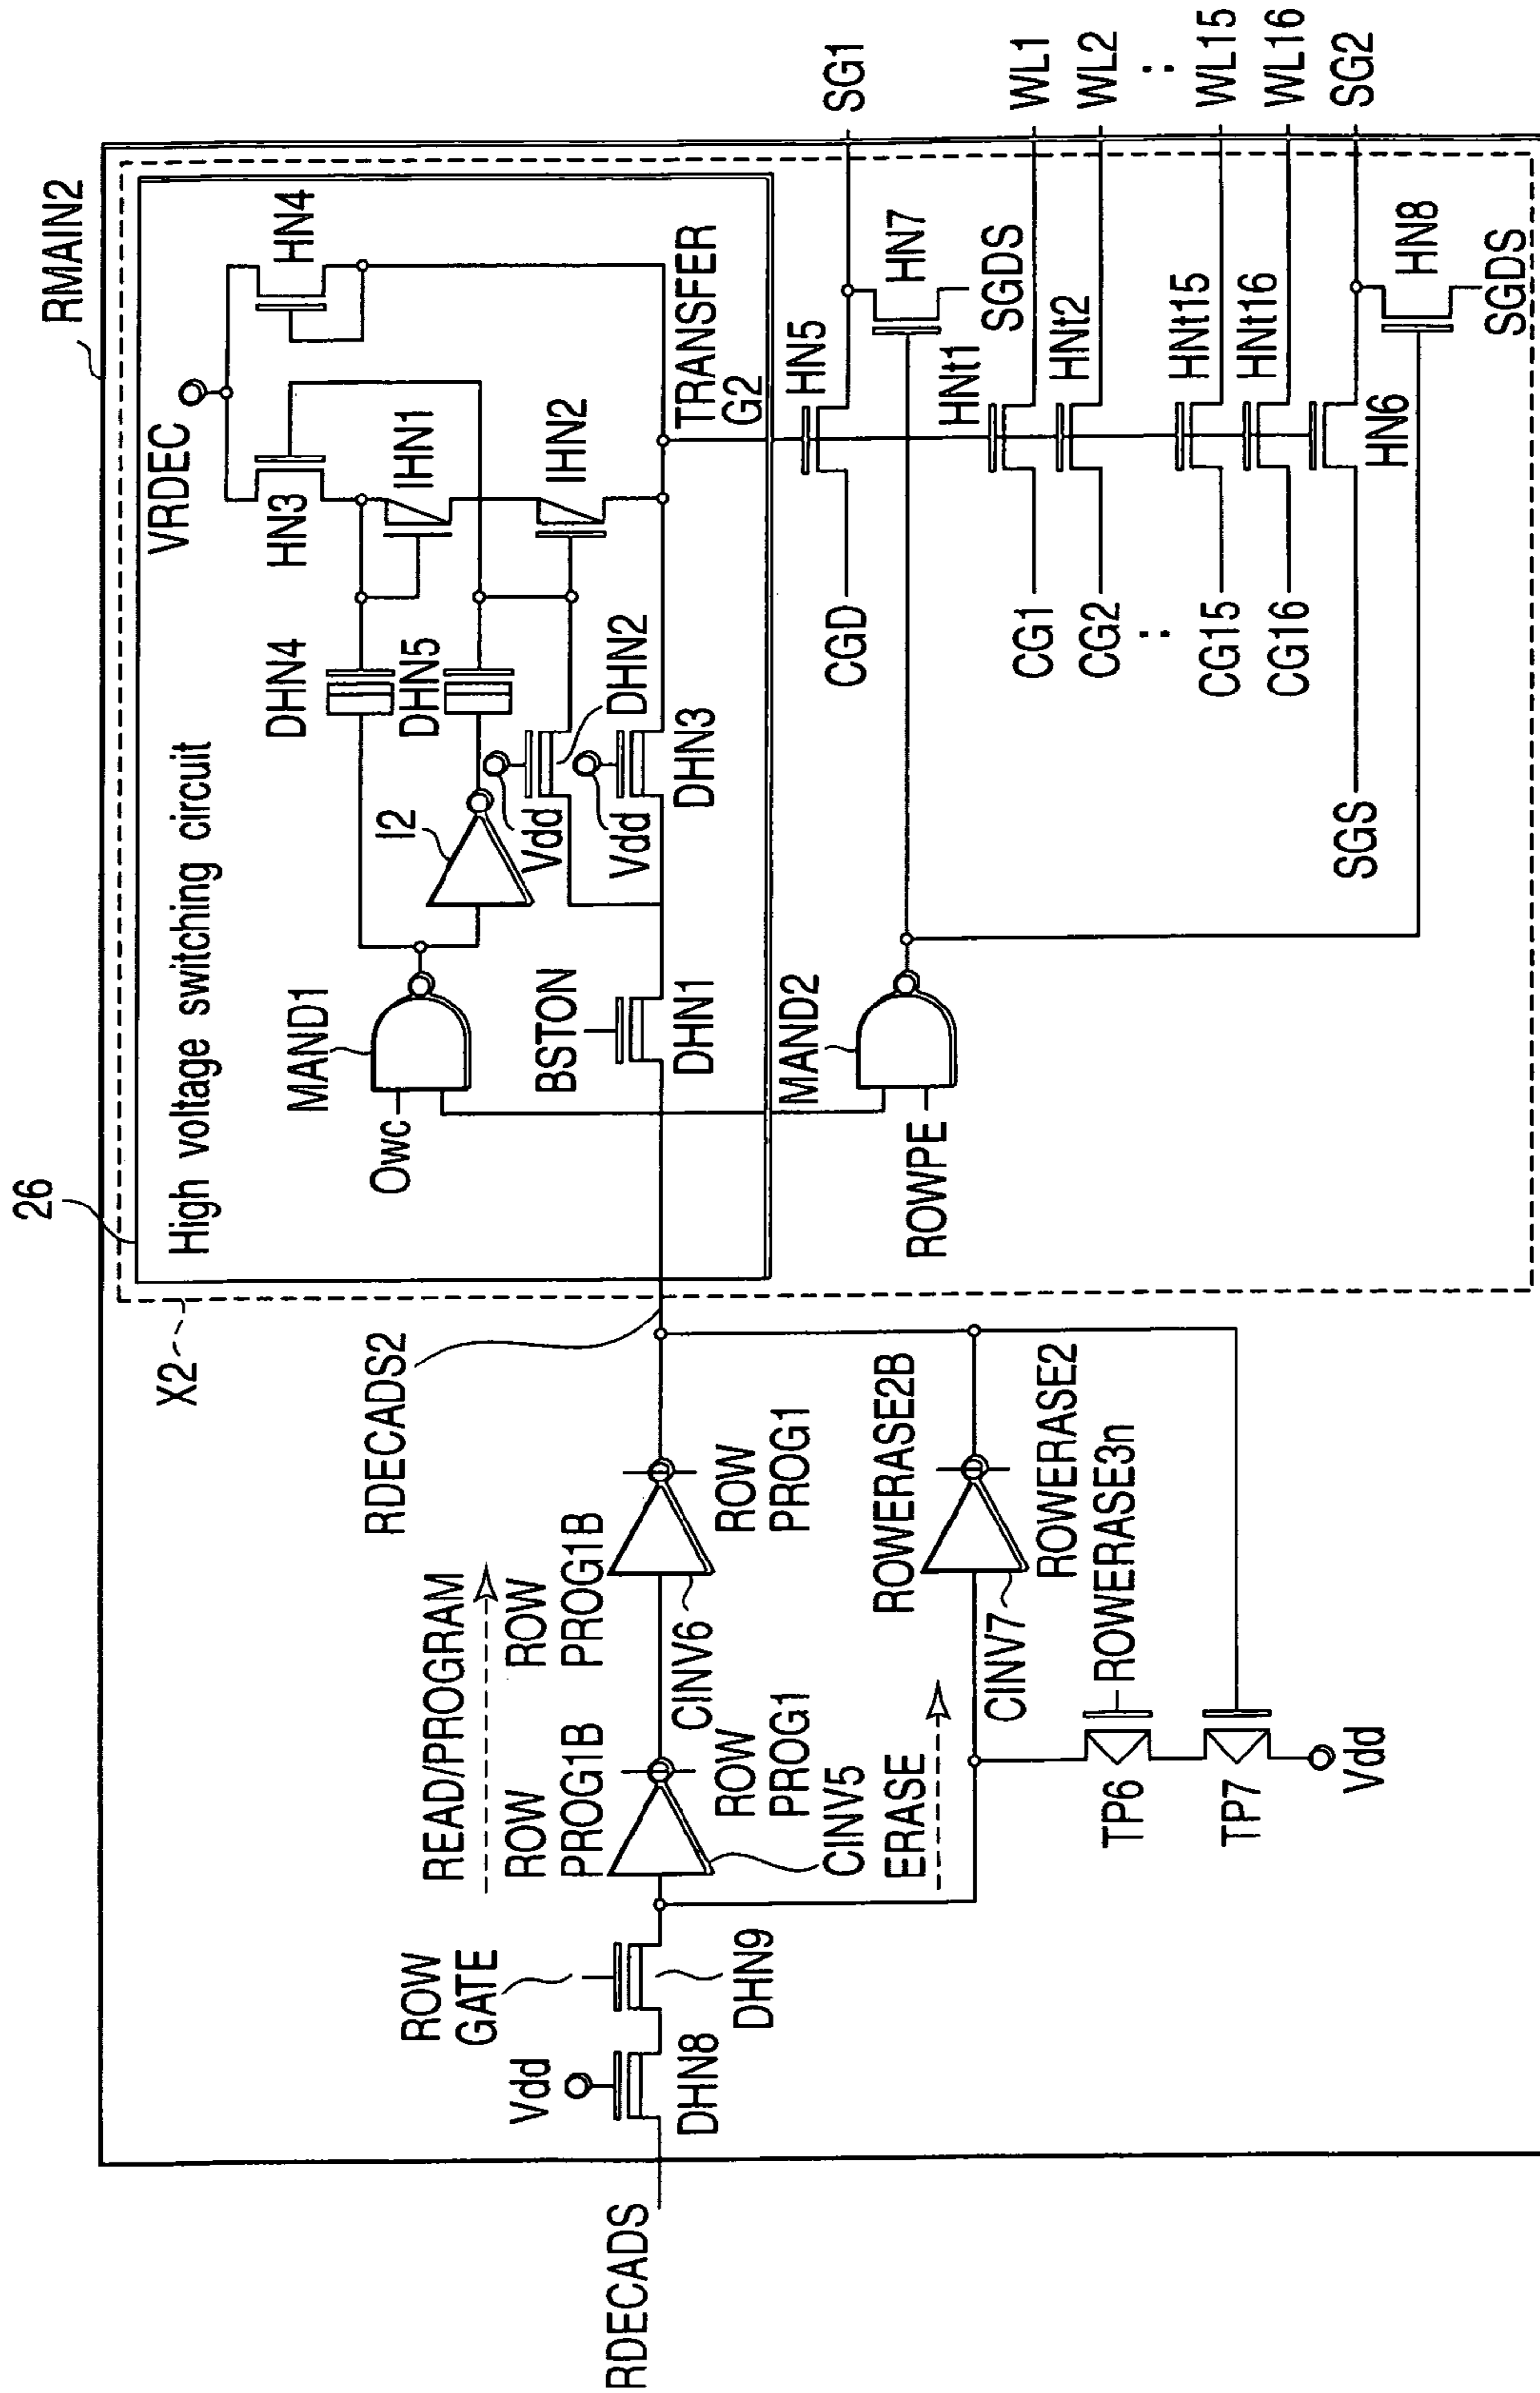 RMAIN2
26
X2
High voltage switching circuit
VRDEC
HN4
HN3
IHN1
IHN2
DHN4
DHN5
DHN2
I2
Vdd
Vdd
DHN3
MAND1
Owc
BSTON
DHN1
TRANSFER
G2
RDECADS2
READ/PROGRAM
ROW
PROG1B
ROW
PROG1B
CINV6
ROW
PROG1
ROW
PROG1
CINV5
ROW
GATE
Vdd
DHN8
DHN9
RDECADS
ERASE
ROWERASE2B
ROWERASE2
CINV7
ROWERASE3n
TP6
TP7
Vdd
MAND2
ROWPE
HN5
CGD
SG1
HN7
SGDS
HNt1
CG1
WL1
HNt2
CG2
WL2
:
:
HNt15
CG15
WL15
HNt16
CG16
WL16
HN6
SGS
SG2
HN8
SGDS